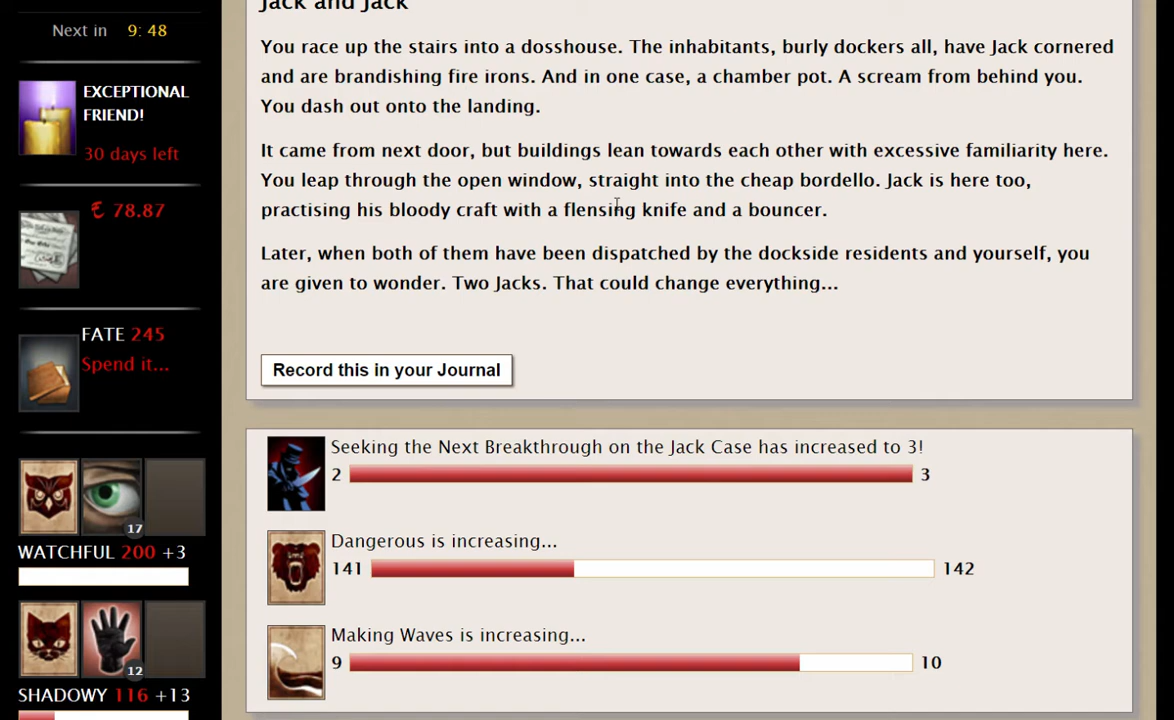 Next in 9: 48
EXCEPTIONAL
FRIEND!
30 days left
Ɛ 78.87
FATE 245
Spend it...
17
WATCHFUL 200 +3
12
SHADOWY 116 +13
Jack and Jack
You race up the stairs into a dosshouse. The inhabitants, burly dockers all, have Jack cornered
and are brandishing fire irons. And in one case, a chamber pot. A scream from behind you.
You dash out onto the landing.
It came from next door, but buildings lean towards each other with excessive familiarity here.
You leap through the open window, straight into the cheap bordello. Jack is here too,
practising his bloody craft with a flensing knife and a bouncer.
Later, when both of them have been dispatched by the dockside residents and yourself, you
are given to wonder. Two Jacks. That could change everything...
Record this in your Journal
Seeking the Next Breakthrough on the Jack Case has increased to 3!
2 3
Dangerous is increasing...
141 142
Making Waves is increasing...
9 10